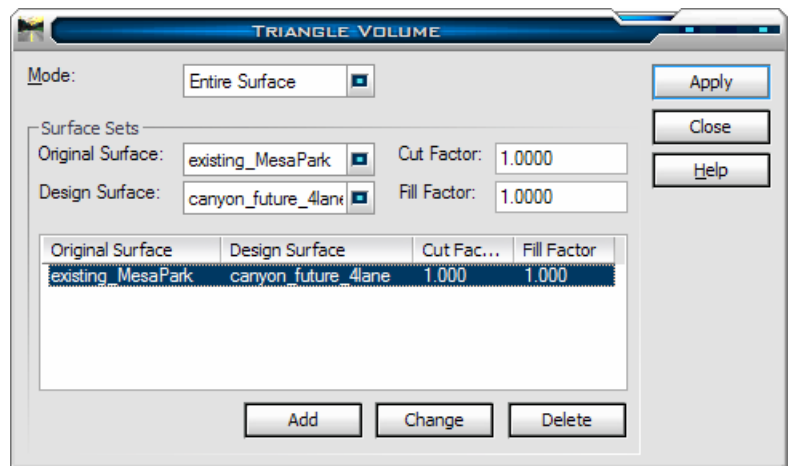 TRIANGLE VOLUME
Mode: Entire Surface Apply
Surface Sets Close
Original Surface: existing_MesaPark Cut Factor: 1.0000 Help
Design Surface: canyon_future_4lane Fill Factor: 1.0000
Original Surface Design Surface Cut Fac... Fill Factor
existing_MesaPark canyon_future_4lane 1.000 1.000
Add Change Delete